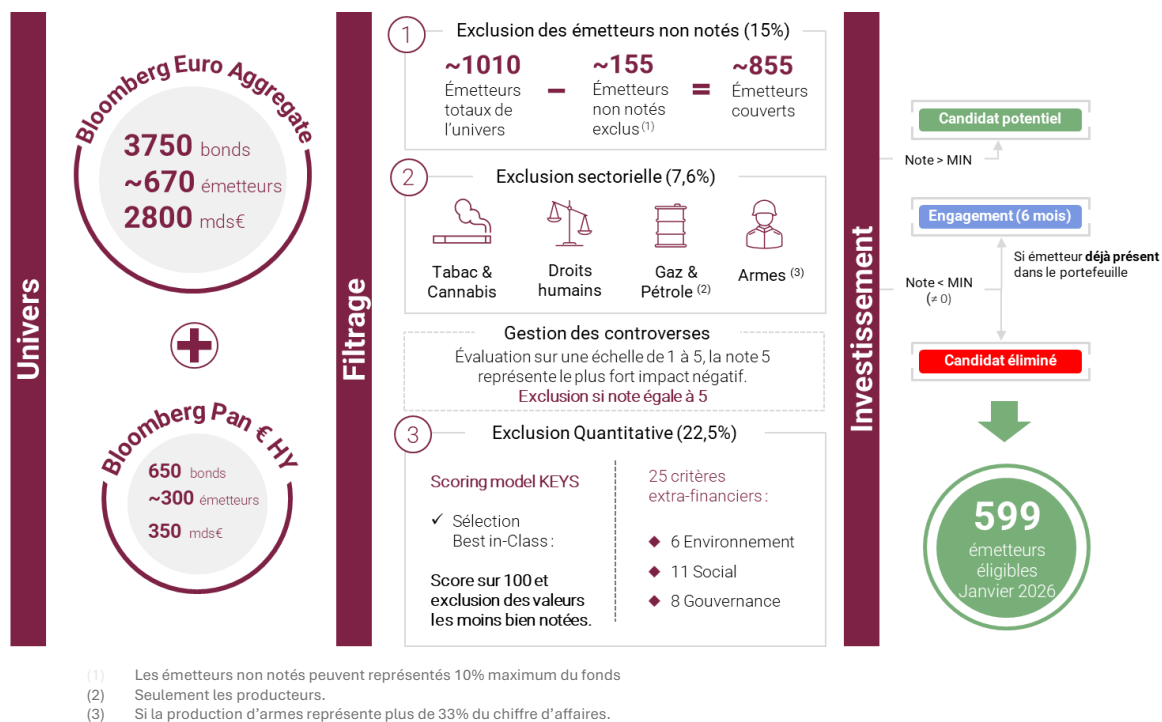 Univers
Bloomberg Euro Aggregate
3750 bonds
~670 émetteurs
2800 mds€
Bloomberg Pan € HY
650 bonds
~300 émetteurs
350 mds€
Filtrage
1
Exclusion des émetteurs non notés (15%)
~1010
Émetteurs
totaux de
l'univers
–
~155
Émetteurs
non notés
exclus (1)
=
~855
Émetteurs
couverts
2
Exclusion sectorielle (7,6%)
Tabac &
Cannabis
Droits
humains
Gaz &
Pétrole (2)
Armes (3)
Gestion des controverses
Évaluation sur une échelle de 1 à 5, la note 5
représente le plus fort impact négatif.
Exclusion si note égale à 5
3
Exclusion Quantitative (22,5%)
Scoring model KEYS
✓ Sélection
Best in-Class :
Score sur 100 et
exclusion des valeurs
les moins bien notées.
25 critères
extra-financiers :
◆ 6 Environnement
◆ 11 Social
◆ 8 Gouvernance
Investissement
Candidat potentiel
Note > MIN
Engagement (6 mois)
Si émetteur déjà présent
dans le portefeuille
Note < MIN
(≠ 0)
Candidat éliminé
599
émetteurs
éligibles
Janvier 2026
(1) Les émetteurs non notés peuvent représentés 10% maximum du fonds
(2) Seulement les producteurs.
(3) Si la production d'armes représente plus de 33% du chiffre d'affaires.